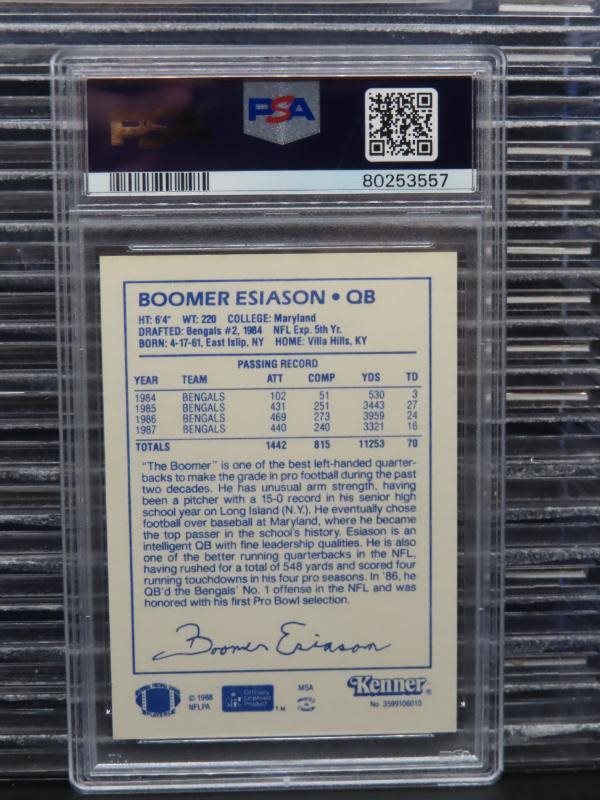 PSA
PSA
80253557
BOOMER ESIASON • QB
HT: 6'4" WT: 220 COLLEGE: Maryland
DRAFTED: Bengals #2, 1984 NFL Exp. 5th Yr.
BORN: 4-17-61, East Islip, NY HOME: Villa Hills, KY
PASSING RECORD
YEAR TEAM ATT COMP YDS TD
1984 BENGALS 102 51 530 3
1985 BENGALS 431 251 3443 27
1986 BENGALS 469 273 3959 24
1987 BENGALS 440 240 3321 16
TOTALS 1442 815 11253 70
"The Boomer" is one of the best left-handed quarter-
backs to make the grade in pro football during the past
two decades. He has unusual arm strength, having
been a pitcher with a 15-0 record in his senior high
school year on Long Island (N.Y.). He eventually chose
football over baseball at Maryland, where he became
the top passer in the school's history. Esiason is an
intelligent QB with fine leadership qualities. He is also
one of the better running quarterbacks in the NFL,
having rushed for a total of 548 yards and scored four
running touchdowns in his four pro seasons. In '86, he
QB'd the Bengals' No. 1 offense in the NFL and was
honored with his first Pro Bowl selection.
Boomer Esiason
PLAYERS
© 1988
NFLPA
Officially
Licensed
Product
T.M.
MSA
Kenner®
No. 3599106010